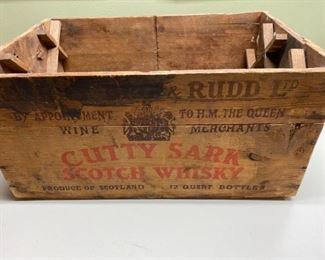 & RUDD LTD
BY APPOINTMENT TO H.M. THE QUEEN
WINE MERCHANTS
CUTTY SARK
SCOTCH WHISKY
PRODUCE OF SCOTLAND 12 QUART BOTTLES